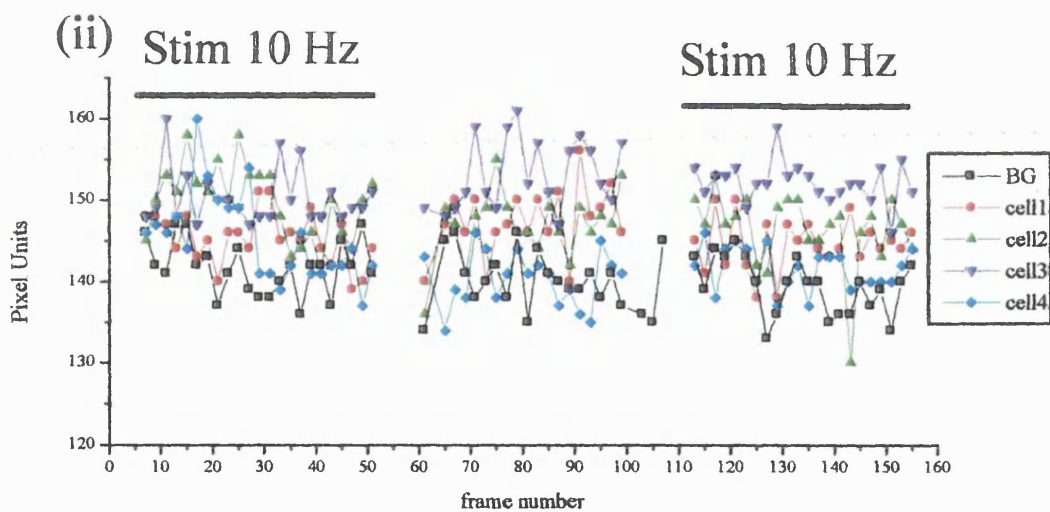 (ii)
Stim 10 Hz
Stim 10 Hz
160
150
140
130
120
Pixel Units
0 10 20 30 40 50 60 70 80 90 100 110 120 130 140 150 160
frame number
BG
cell1
cell2
cell3
cell4